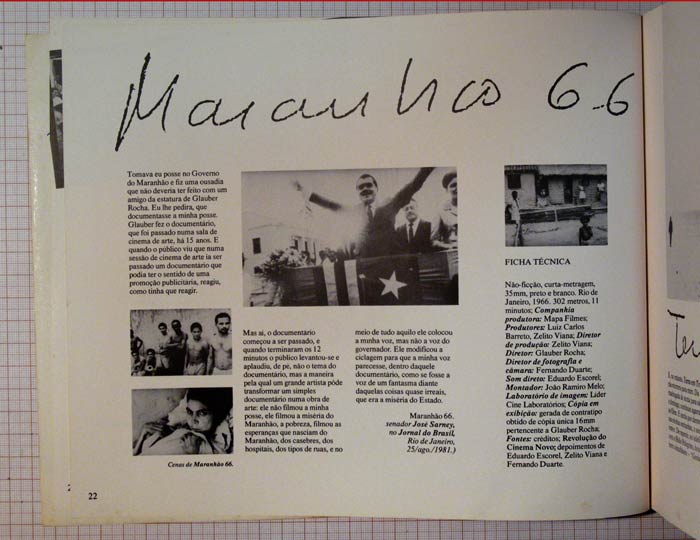 Maranhão 66
Tomava eu posse no Governo
do Maranhão e fiz uma ousadia
que não deveria ter feito com um
amigo da estatura de Glauber
Rocha. Eu lhe pedira, que
documentasse a minha posse.
Glauber fez o documentário,
que foi passado numa sala de
cinema de arte, há 15 anos. E
quando o público viu que numa
sessão de cinema de arte ia ser
passado um documentário que
podia ter o sentido de uma
promoção publicitária, reagiu,
como tinha que reagir.
Mas aí, o documentário
começou a ser passado, e
quando terminaram os 12
minutos o público levantou-se e
aplaudiu, de pé, não o tema do
documentário, mas a maneira
pela qual um grande artista pôde
transformar um simples
documentário numa obra de
arte: ele não filmou a minha
posse, ele filmou a miséria do
Maranhão, a pobreza, filmou as
esperanças que nasciam do
Maranhão, dos casebres, dos
hospitais, dos tipos de ruas, e no
meio de tudo aquilo ele colocou
a minha voz, mas não a voz do
governador. Ele modificou a
ciclagem para que a minha voz
parecesse, dentro daquele
documentário, como se fosse a
voz de um fantasma diante
daquelas coisas quase irreais,
que era a miséria do Estado.
Maranhão 66.
senador José Sarney,
no Jornal do Brasil,
Rio de Janeiro,
25/ago./1981.)
Cenas de Maranhão 66.
FICHA TÉCNICA
Não-ficção, curta-metragem,
35mm, preto e branco. Rio de
Janeiro, 1966. 302 metros, 11
minutos; Companhia
produtora: Mapa Filmes;
Produtores: Luiz Carlos
Barreto, Zelito Viana; Diretor
de produção: Zelito Viana;
Diretor: Glauber Rocha;
Diretor de fotografia e
câmara: Fernando Duarte;
Som direto: Eduardo Escorel;
Montador: João Ramiro Melo;
Laboratório de imagem: Líder
Cine Laboratórios; Cópia em
exibição: gerada de contratipo
obtido de cópia única 16mm
pertencente a Glauber Rocha;
Fontes: créditos; Revolução do
Cinema Novo; depoimentos de
Eduardo Escorel, Zelito Viana e
Fernando Duarte.
22